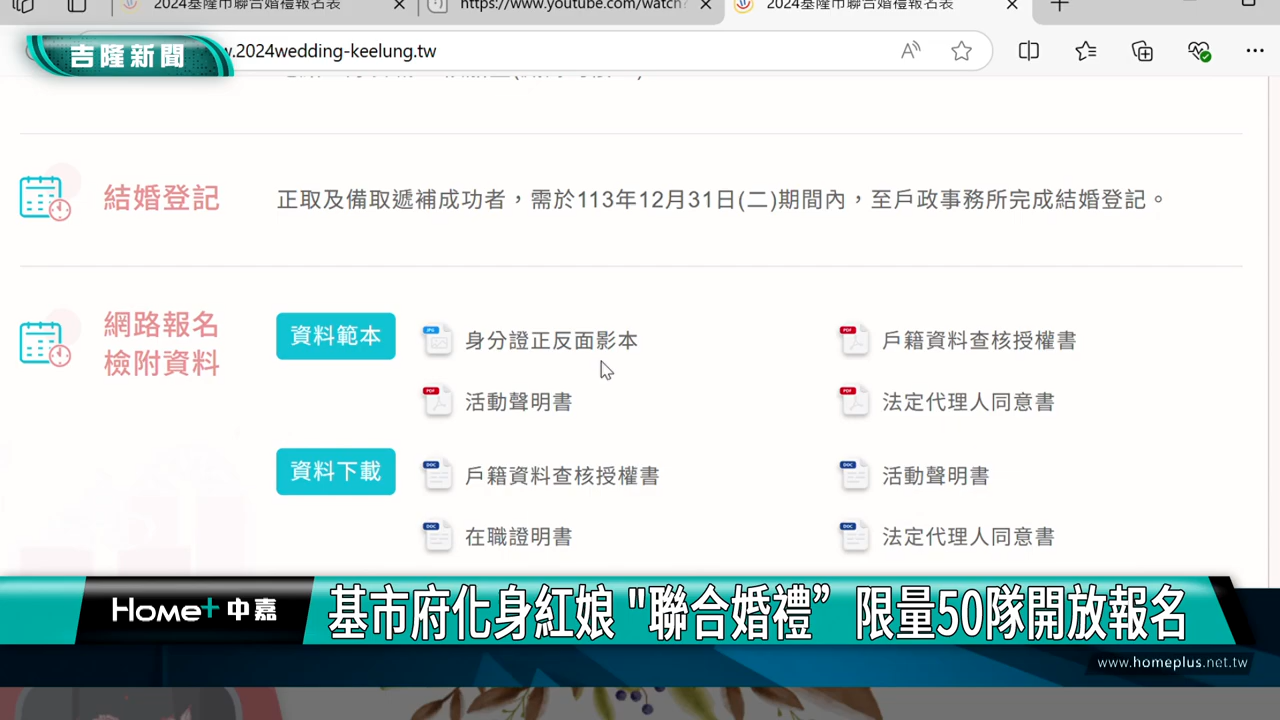 2024基隆市聯合婚禮報名表
https://www.youtube.com/watch?
2024基隆市聯合婚禮報名表
吉隆新聞
.2024wedding-keelung.tw
結婚登記
正取及備取遞補成功者，需於113年12月31日(二)期間內，至戶政事務所完成結婚登記。
網路報名
檢附資料
資料範本
JPG 身分證正反面影本
PDF 戶籍資料查核授權書
PDF 活動聲明書
PDF 法定代理人同意書
資料下載
DOC 戶籍資料查核授權書
DOC 活動聲明書
DOC 在職證明書
DOC 法定代理人同意書
Home+中嘉
基市府化身紅娘 "聯合婚禮” 限量50隊開放報名
www.homeplus.net.tw